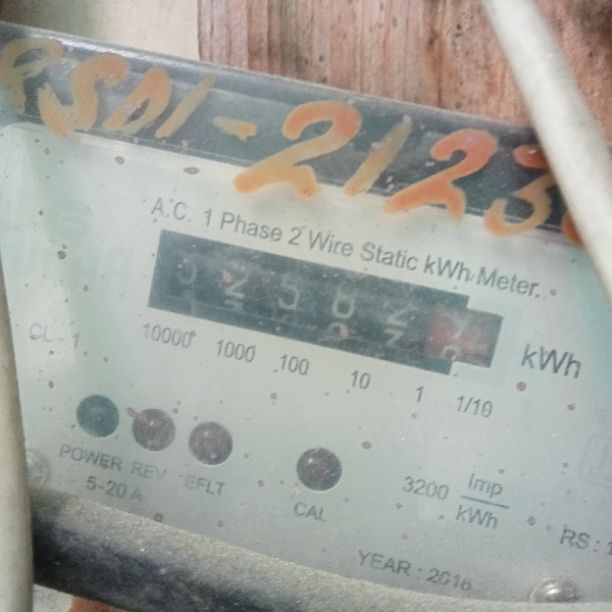 RSDI-2123
A.C. 1 Phase 2 Wire Static kWh Meter.
kWh
CL - 1
10000 1000 100 10 1 1/10
POWER REV EFLT
5-20 A
CAL
3200 Imp
kWh
RS:
YEAR : 2016